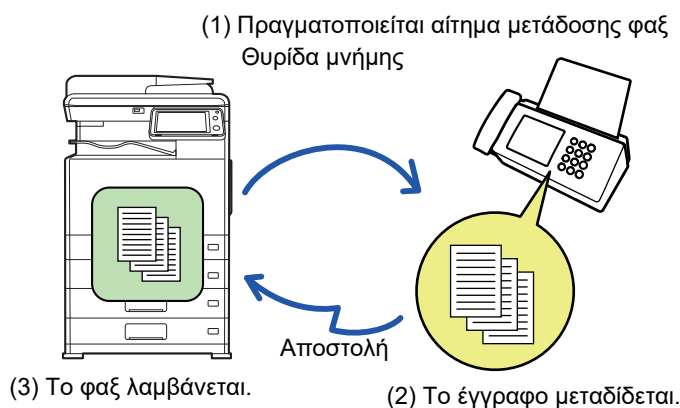 (1) Πραγματοποιείται αίτημα μετάδοσης φαξ
Θυρίδα μνήμης
Αποστολή
(3) Το φαξ λαμβάνεται.
(2) Το έγγραφο μεταδίδεται.